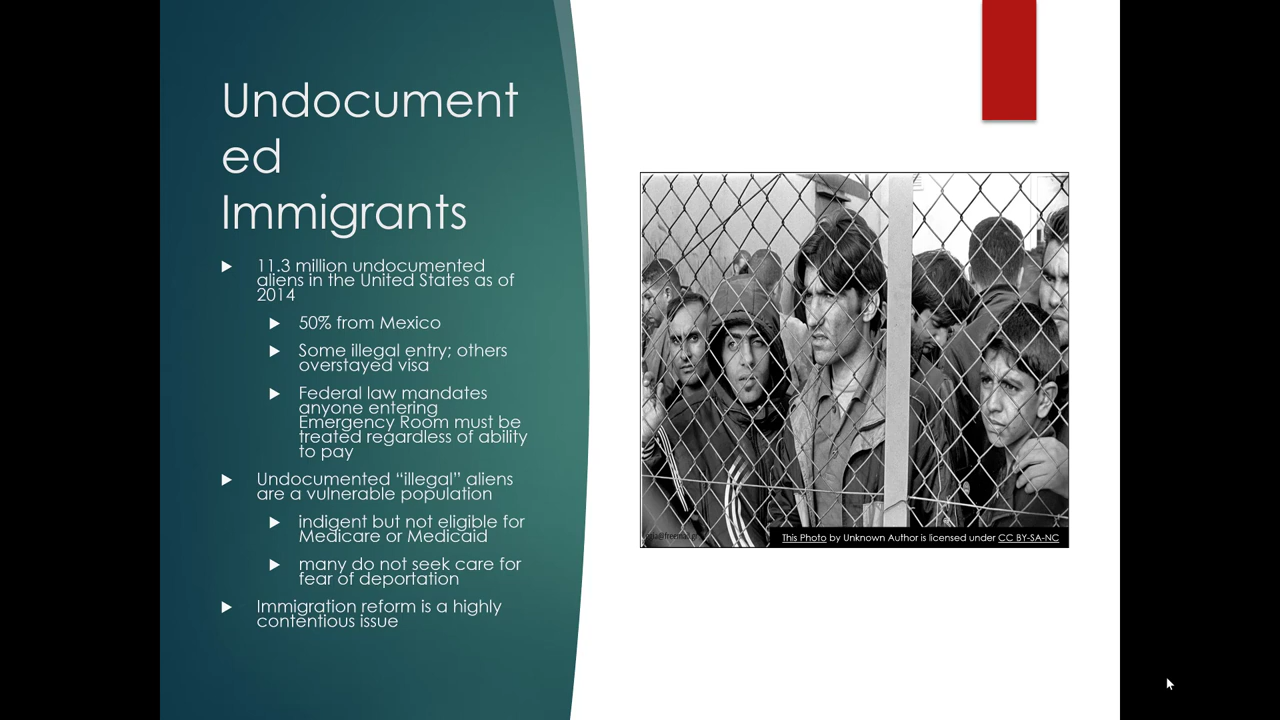 Undocument
ed
Immigrants
11.3 million undocumented
aliens in the United States as of
2014
50% from Mexico
Some illegal entry; others
overstayed visa
Federal law mandates
anyone entering
Emergency Room must be
treated regardless of ability
to pay
Undocumented “illegal” aliens
are a vulnerable population
indigent but not eligible for
Medicare or Medicaid
many do not seek care for
fear of deportation
Immigration reform is a highly
contentious issue
This Photo by Unknown Author is licensed under CC BY-SA-NC